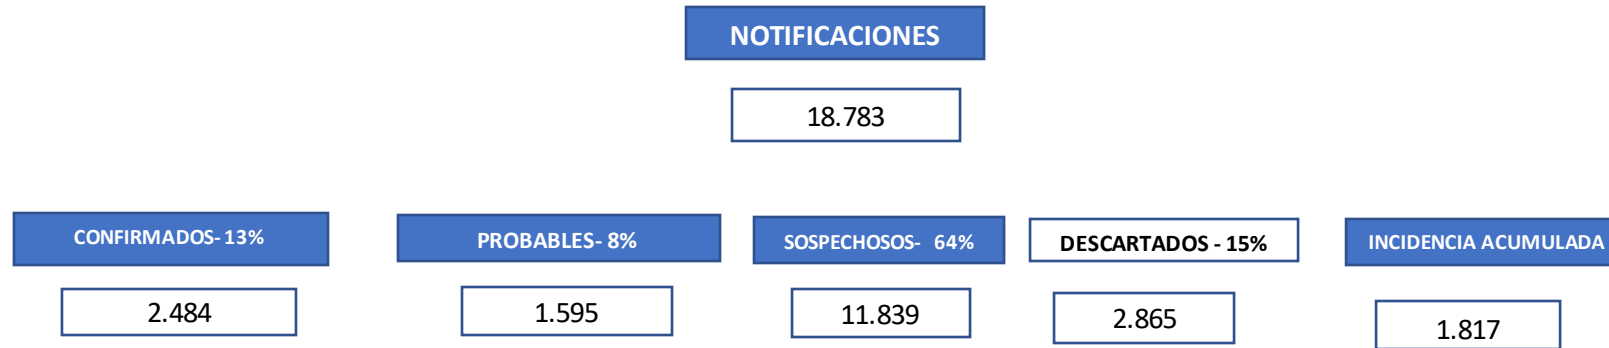 NOTIFICACIONES
18.783
CONFIRMADOS- 13%
PROBABLES- 8%
SOSPECHOSOS- 64%
DESCARTADOS - 15%
INCIDENCIA ACUMULADA
2.484
1.595
11.839
2.865
1.817